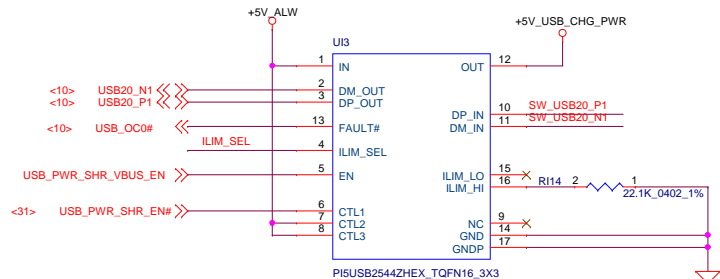 +5V_ALW
+5V_USB_CHG_PWR
UI3
1 IN OUT 12
<10> USB20_N1 2 DM_OUT
<10> USB20_P1 3 DP_OUT
DP_IN 10 SW_USB20_P1
DM_IN 11 SW_USB20_N1
<10> USB_OC0# 13 FAULT#
ILIM_SEL 4 ILIM_SEL
USB_PWR_SHR_VBUS_EN 5 EN
ILIM_LO 15
ILIM_HI 16 RI14 2 1
22.1K_0402_1%
<31> USB_PWR_SHR_EN# 6 CTL1
7 CTL2
8 CTL3
NC 9
GND 14
GNDP 17
PI5USB2544ZHEX_TQFN16_3X3